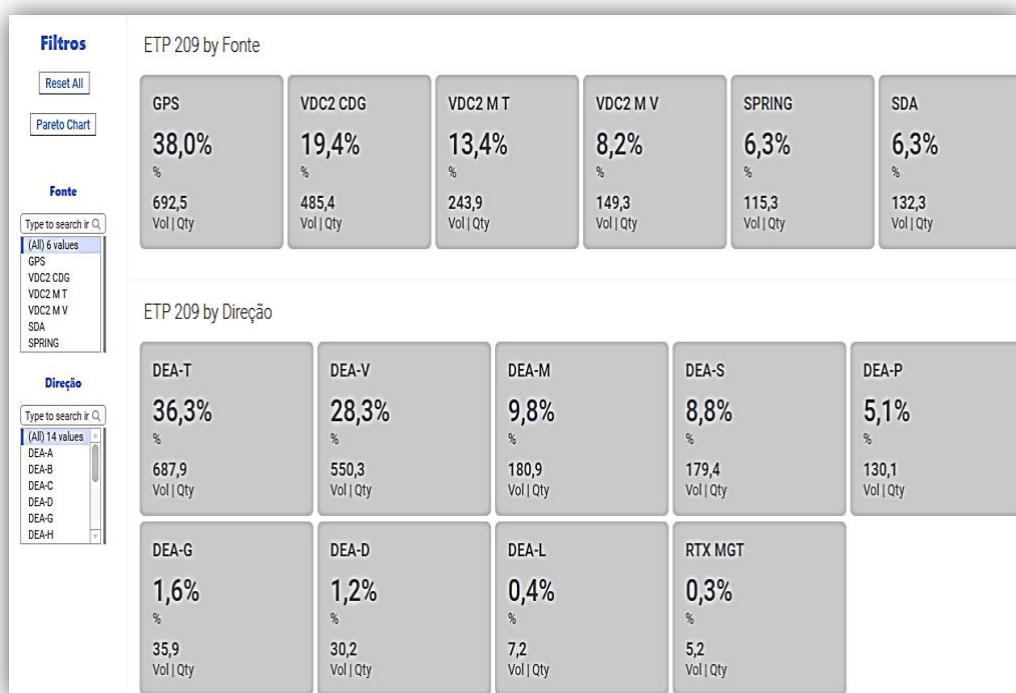 Filtros
Reset All
Pareto Chart
Fonte
Type to search ir
(All) 6 values
GPS
VDC2 CDG
VDC2 M T
VDC2 M V
SDA
SPRING
Direção
Type to search ir
(All) 14 values
DEA-A
DEA-B
DEA-C
DEA-D
DEA-G
DEA-H
ETP 209 by Fonte
GPS
38,0%
%
692,5
Vol | Qty
VDC2 CDG
19,4%
%
485,4
Vol | Qty
VDC2 M T
13,4%
%
243,9
Vol | Qty
VDC2 M V
8,2%
%
149,3
Vol | Qty
SPRING
6,3%
%
115,3
Vol | Qty
SDA
6,3%
%
132,3
Vol | Qty
ETP 209 by Direção
DEA-T
36,3%
%
687,9
Vol | Qty
DEA-V
28,3%
%
550,3
Vol | Qty
DEA-M
9,8%
%
180,9
Vol | Qty
DEA-S
8,8%
%
179,4
Vol | Qty
DEA-P
5,1%
%
130,1
Vol | Qty
DEA-G
1,6%
%
35,9
Vol | Qty
DEA-D
1,2%
%
30,2
Vol | Qty
DEA-L
0,4%
%
7,2
Vol | Qty
RTX MGT
0,3%
%
5,2
Vol | Qty